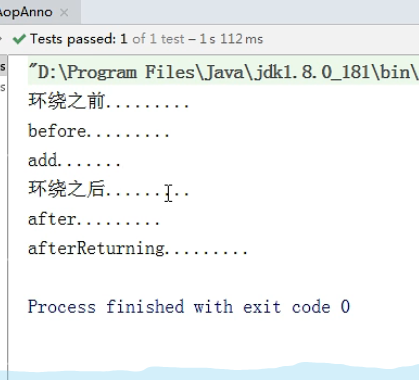 AopAnno ×
Tests passed: 1 of 1 test – 1 s 112 ms
"D:\Program Files\Java\jdk1.8.0_181\bin\
环绕之前.........
before.........
add.......
环绕之后.........
after.........
afterReturning.........
Process finished with exit code 0